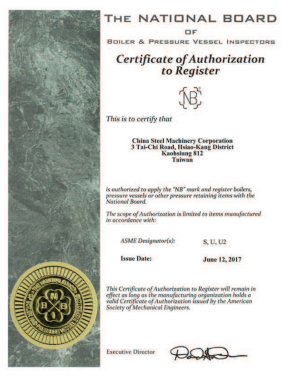 THE NATIONAL BOARD
OF
BOILER & PRESSURE VESSEL INSPECTORS
Certificate of Authorization
to Register
NB
This is to certify that
China Steel Machinery Corporation
3 Tai-Chi Road, Hsiao-Kang District
Kaohsiung 812
Taiwan
is authorized to apply the "NB" mark and register boilers,
pressure vessels or other pressure retaining items with the
National Board.
The scope of Authorization is limited to items manufactured
in accordance with:
ASME Designator(s): S, U, U2
Issue Date: June 12, 2017
This Certificate of Authorization to Register will remain in
effect as long as the manufacturing organization holds a
valid Certificate of Authorization issued by the American
Society of Mechanical Engineers.
Executive Director
N
B B
I